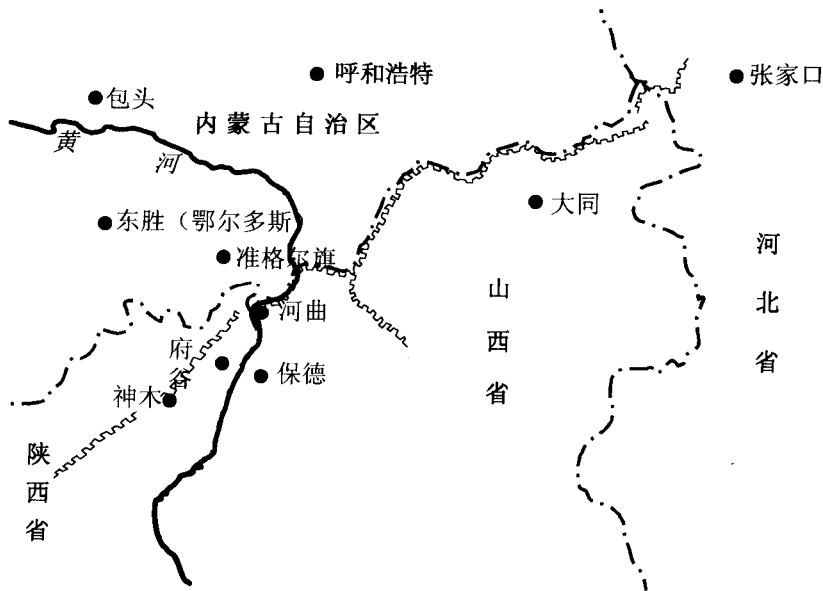 呼和浩特
张家口
包头
内蒙古自治区
黄河
大同
东胜（鄂尔多斯
准格尔旗
河北省
山西省
河曲
府谷
保德
神木
陕西省